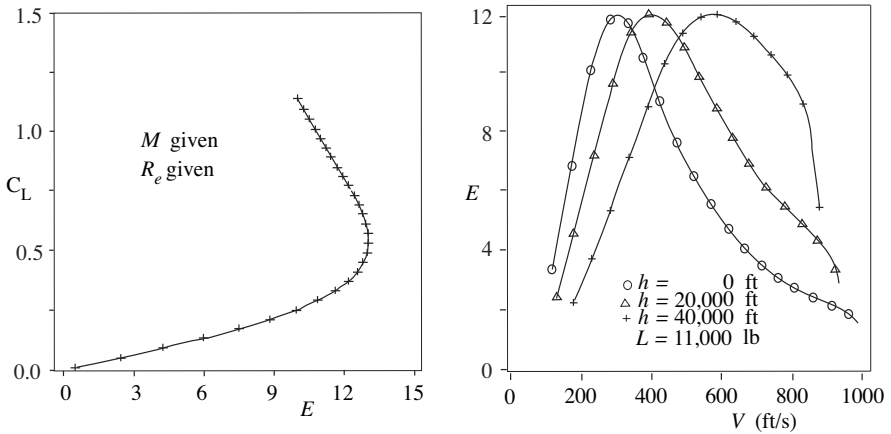 1.5
1.0
C_L
0.5
0.0
M given
R_e given
0 3 6 9 12 15
E
12
8
E
4
2
0
h = 0 ft
h = 20,000 ft
h = 40,000 ft
L = 11,000 lb
0 200 400 600 800 1000
V (ft/s)